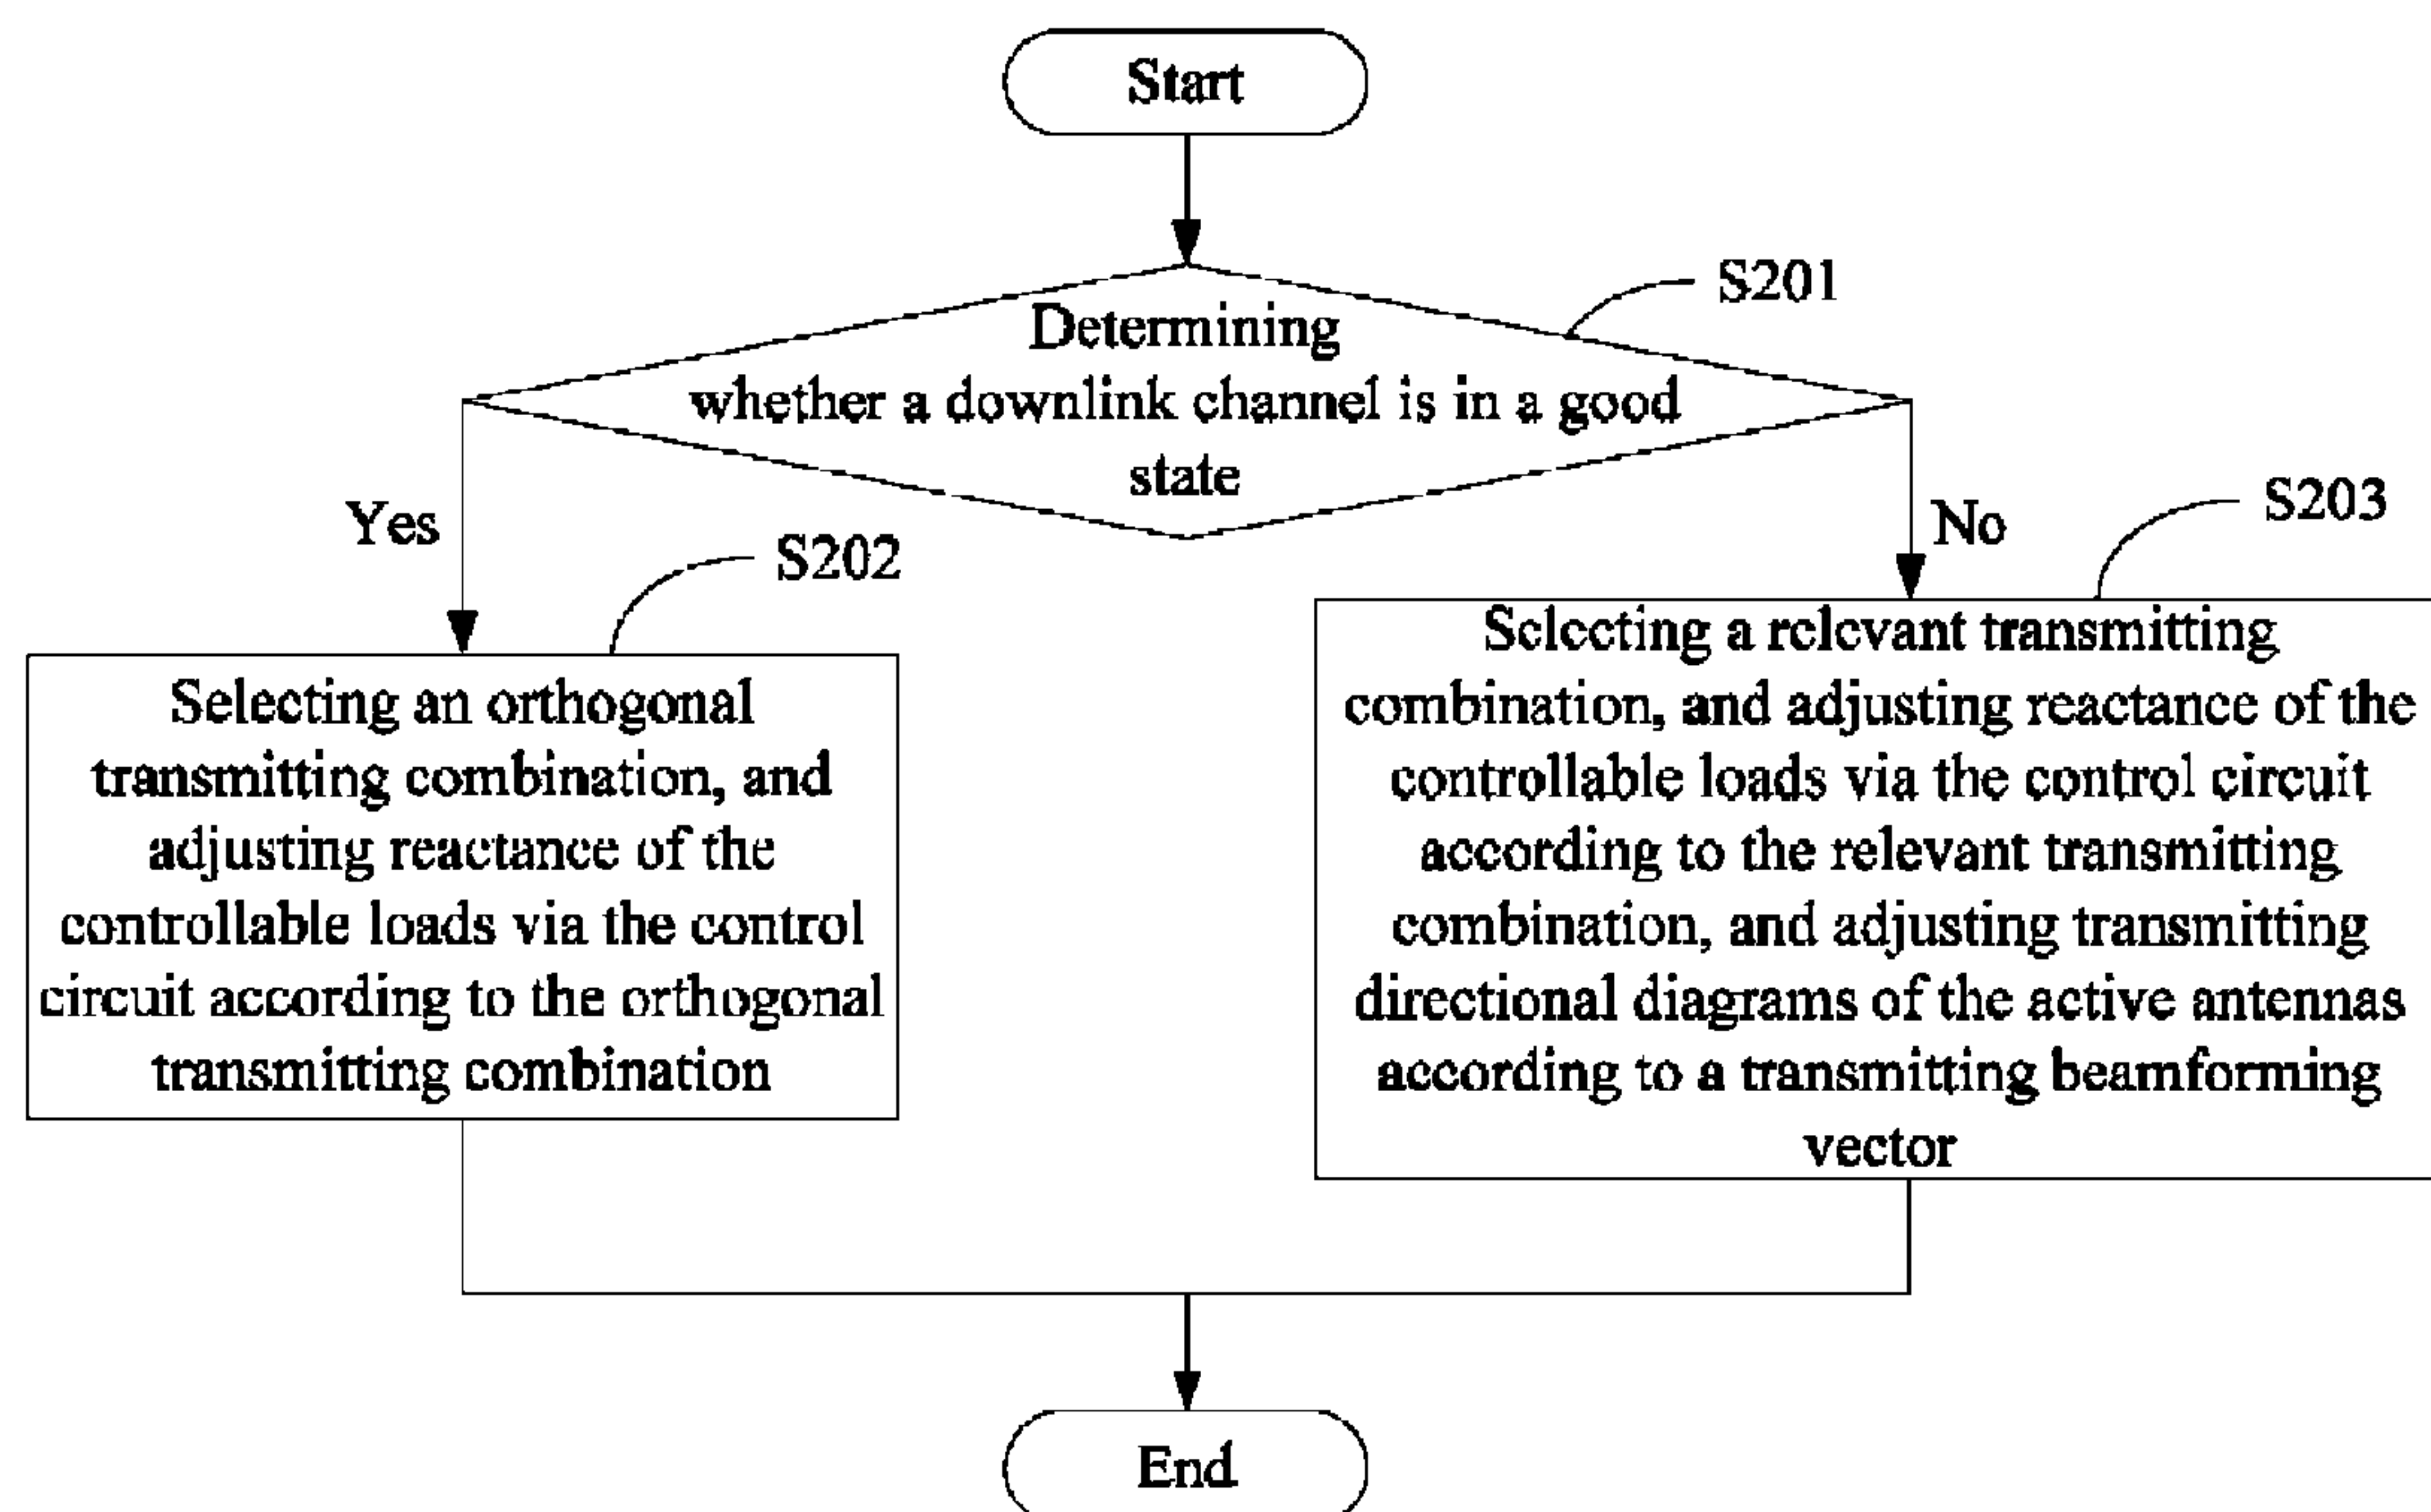 Start
S201
Determining
whether a downlink channel is in a good
state
Yes
No
S203
S202
Selecting an orthogonal
transmitting combination, and
adjusting reactance of the
controllable loads via the control
circuit according to the orthogonal
transmitting combination
Selecting a relevant transmitting
combination, and adjusting reactance of the
controllable loads via the control circuit
according to the relevant transmitting
combination, and adjusting transmitting
directional diagrams of the active antennas
according to a transmitting beamforming
vector
End